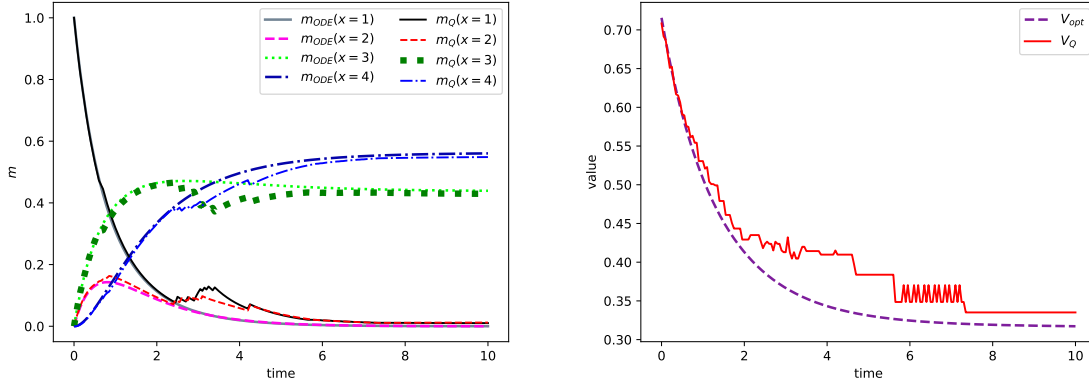 1.0
0.8
0.6
0.4
0.2
0.0
m
0 2 4 6 8 10
time
m_ODE(x = 1) m_Q(x = 1)
m_ODE(x = 2) m_Q(x = 2)
m_ODE(x = 3) m_Q(x = 3)
m_ODE(x = 4) m_Q(x = 4)
0.70
0.65
0.60
0.55
0.50
0.45
0.40
0.35
0.30
value
0 2 4 6 8 10
time
V_opt
V_Q